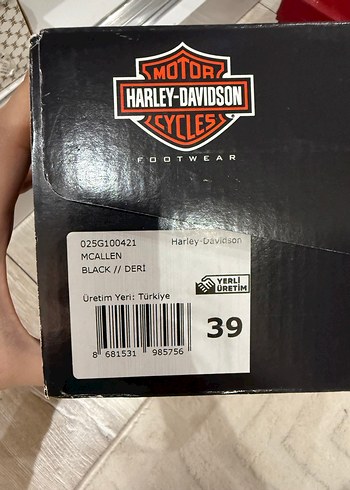 MOTOR
HARLEY-DAVIDSON
CYCLES
FOOTWEAR
025G100421 Harley-Davidson
MCALLEN
BLACK // DERİ
YERLİ
ÜRETİM
Üretim Yeri: Türkiye
39
8 681531 985756